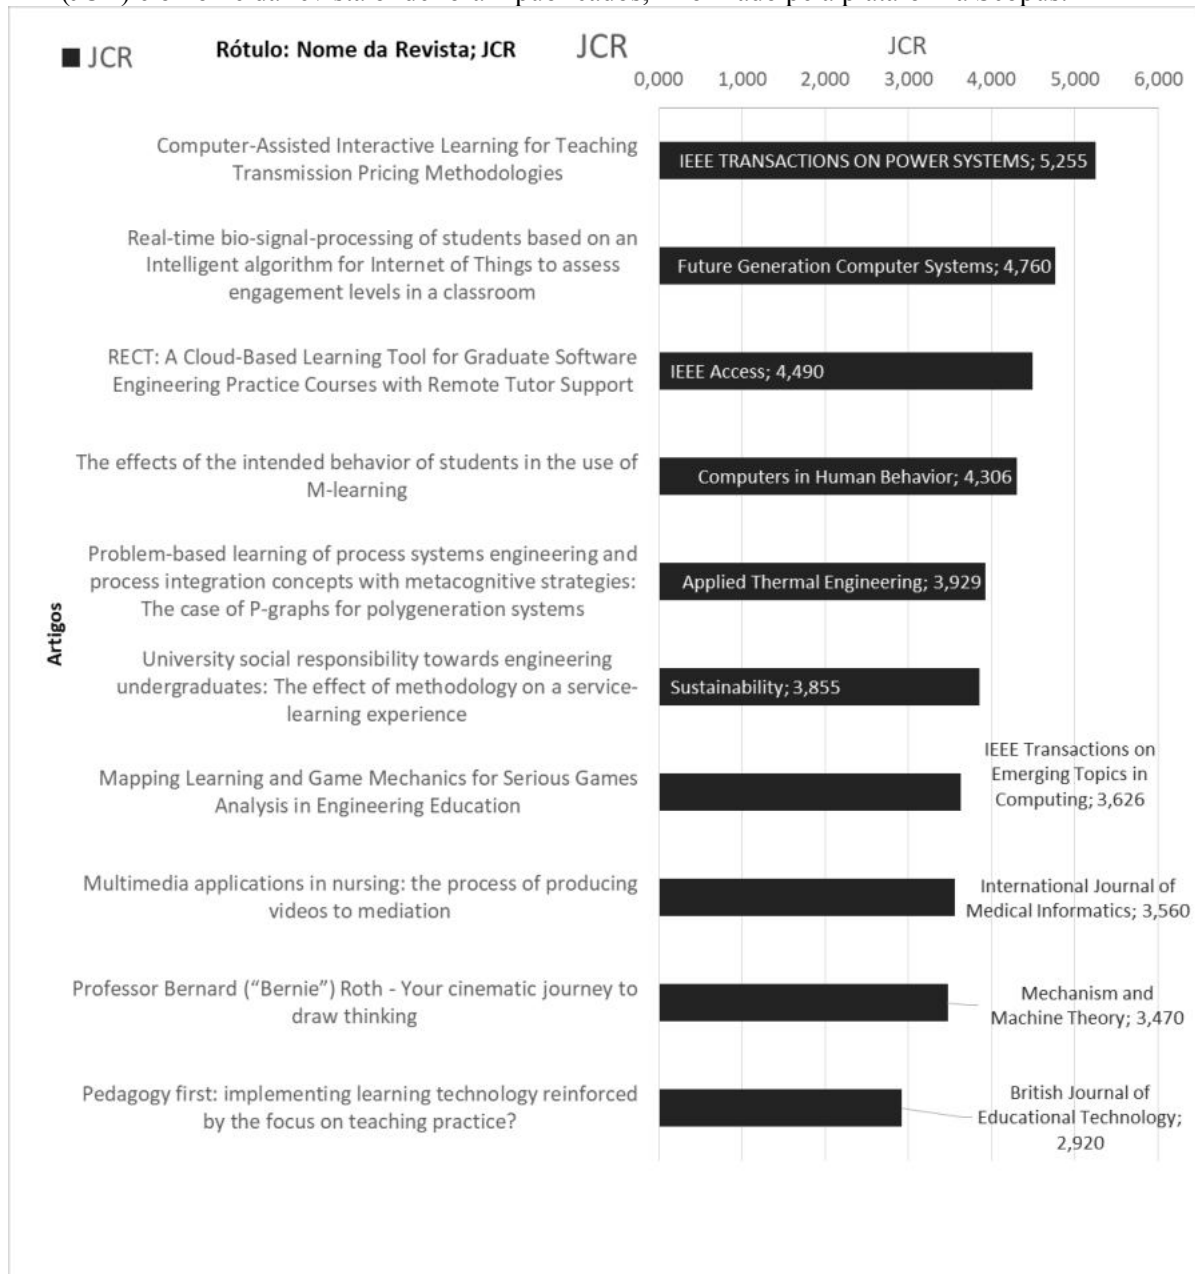 JCR
Rótulo: Nome da Revista; JCR
JCR
JCR
0,000 1,000 2,000 3,000 4,000 5,000 6,000
Artigos
Computer-Assisted Interactive Learning for Teaching
Transmission Pricing Methodologies
IEEE TRANSACTIONS ON POWER SYSTEMS; 5,255
Real-time bio-signal-processing of students based on an
Intelligent algorithm for Internet of Things to assess
engagement levels in a classroom
Future Generation Computer Systems; 4,760
RECT: A Cloud-Based Learning Tool for Graduate Software
Engineering Practice Courses with Remote Tutor Support
IEEE Access; 4,490
The effects of the intended behavior of students in the use of
M-learning
Computers in Human Behavior; 4,306
Problem-based learning of process systems engineering and
process integration concepts with metacognitive strategies:
The case of P-graphs for polygeneration systems
Applied Thermal Engineering; 3,929
University social responsibility towards engineering
undergraduates: The effect of methodology on a service-
learning experience
Sustainability; 3,855
Mapping Learning and Game Mechanics for Serious Games
Analysis in Engineering Education
IEEE Transactions on
Emerging Topics in
Computing; 3,626
Multimedia applications in nursing: the process of producing
videos to mediation
International Journal of
Medical Informatics; 3,560
Professor Bernard (“Bernie”) Roth - Your cinematic journey to
draw thinking
Mechanism and
Machine Theory; 3,470
Pedagogy first: implementing learning technology reinforced
by the focus on teaching practice?
British Journal of
Educational Technology;
2,920